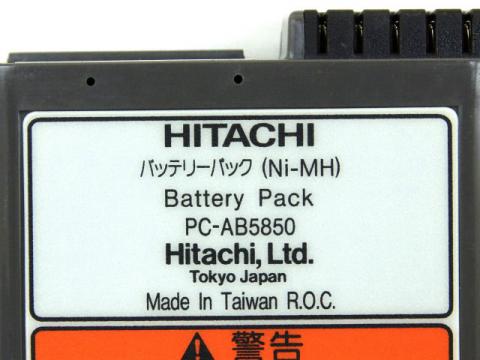 HITACHI
バッテリーパック (Ni-MH)
Battery Pack
PC-AB5850
Hitachi, Ltd.
Tokyo Japan
Made In Taiwan R.O.C.
警告